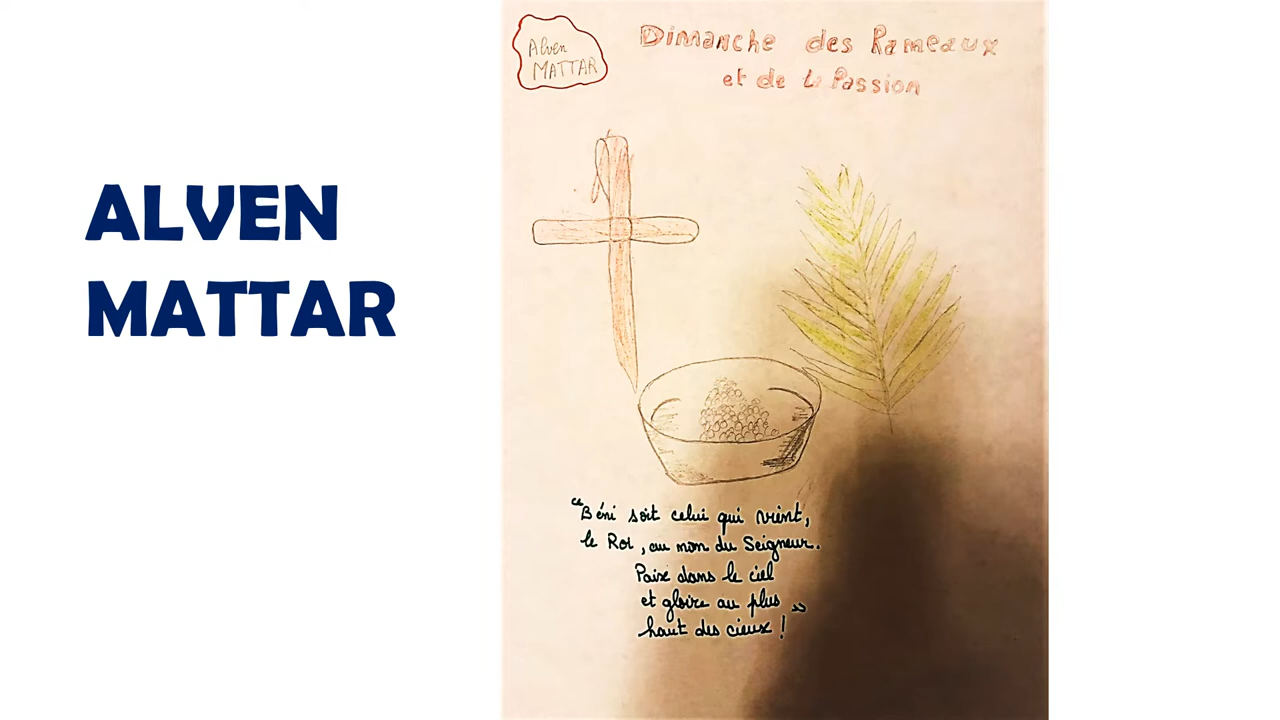 ALVEN
MATTAR
Alven
MATTAR
Dimanche des Rameaux
et de la Passion
"Béni soit celui qui vient,
le Roi, au nom du Seigneur.
Paix dans le ciel
et gloire au plus
haut des cieux ! "